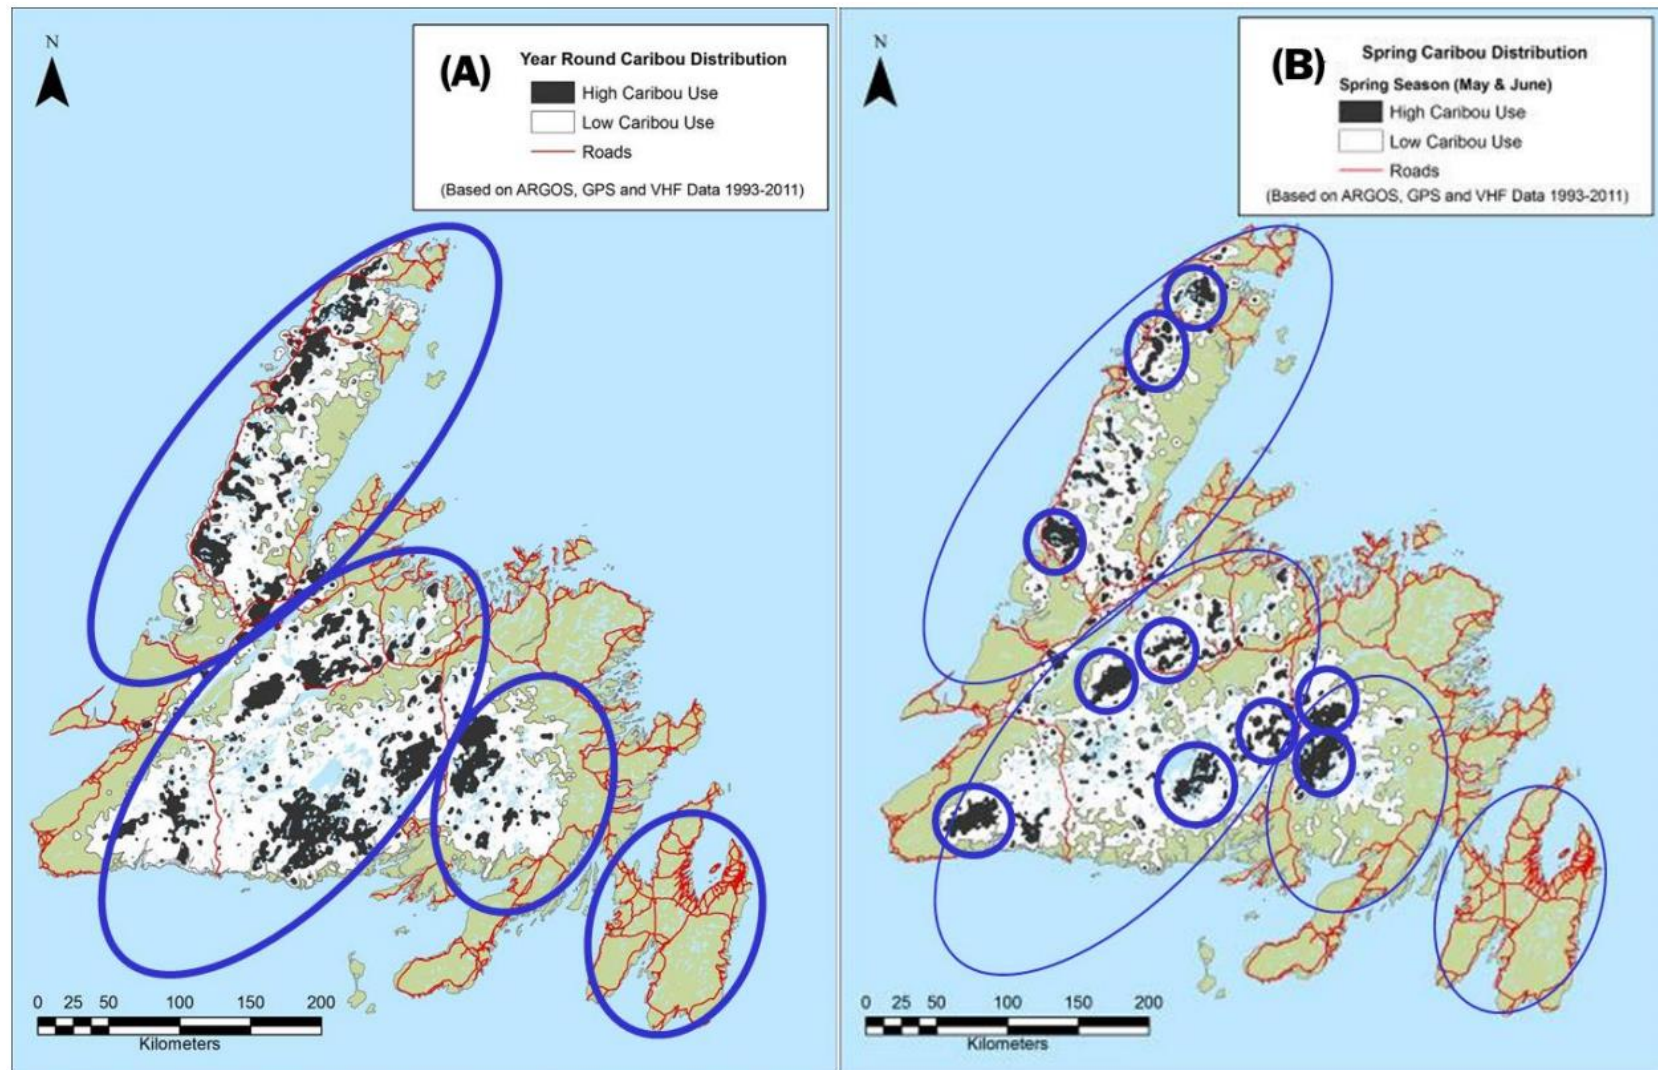 N
(A)
Year Round Caribou Distribution
High Caribou Use
Low Caribou Use
Roads
(Based on ARGOS, GPS and VHF Data 1993-2011)
0 25 50 100 150 200
Kilometers
N
(B)
Spring Caribou Distribution
Spring Season (May & June)
High Caribou Use
Low Caribou Use
Roads
(Based on ARGOS, GPS and VHF Data 1993-2011)
0 25 50 100 150 200
Kilometers